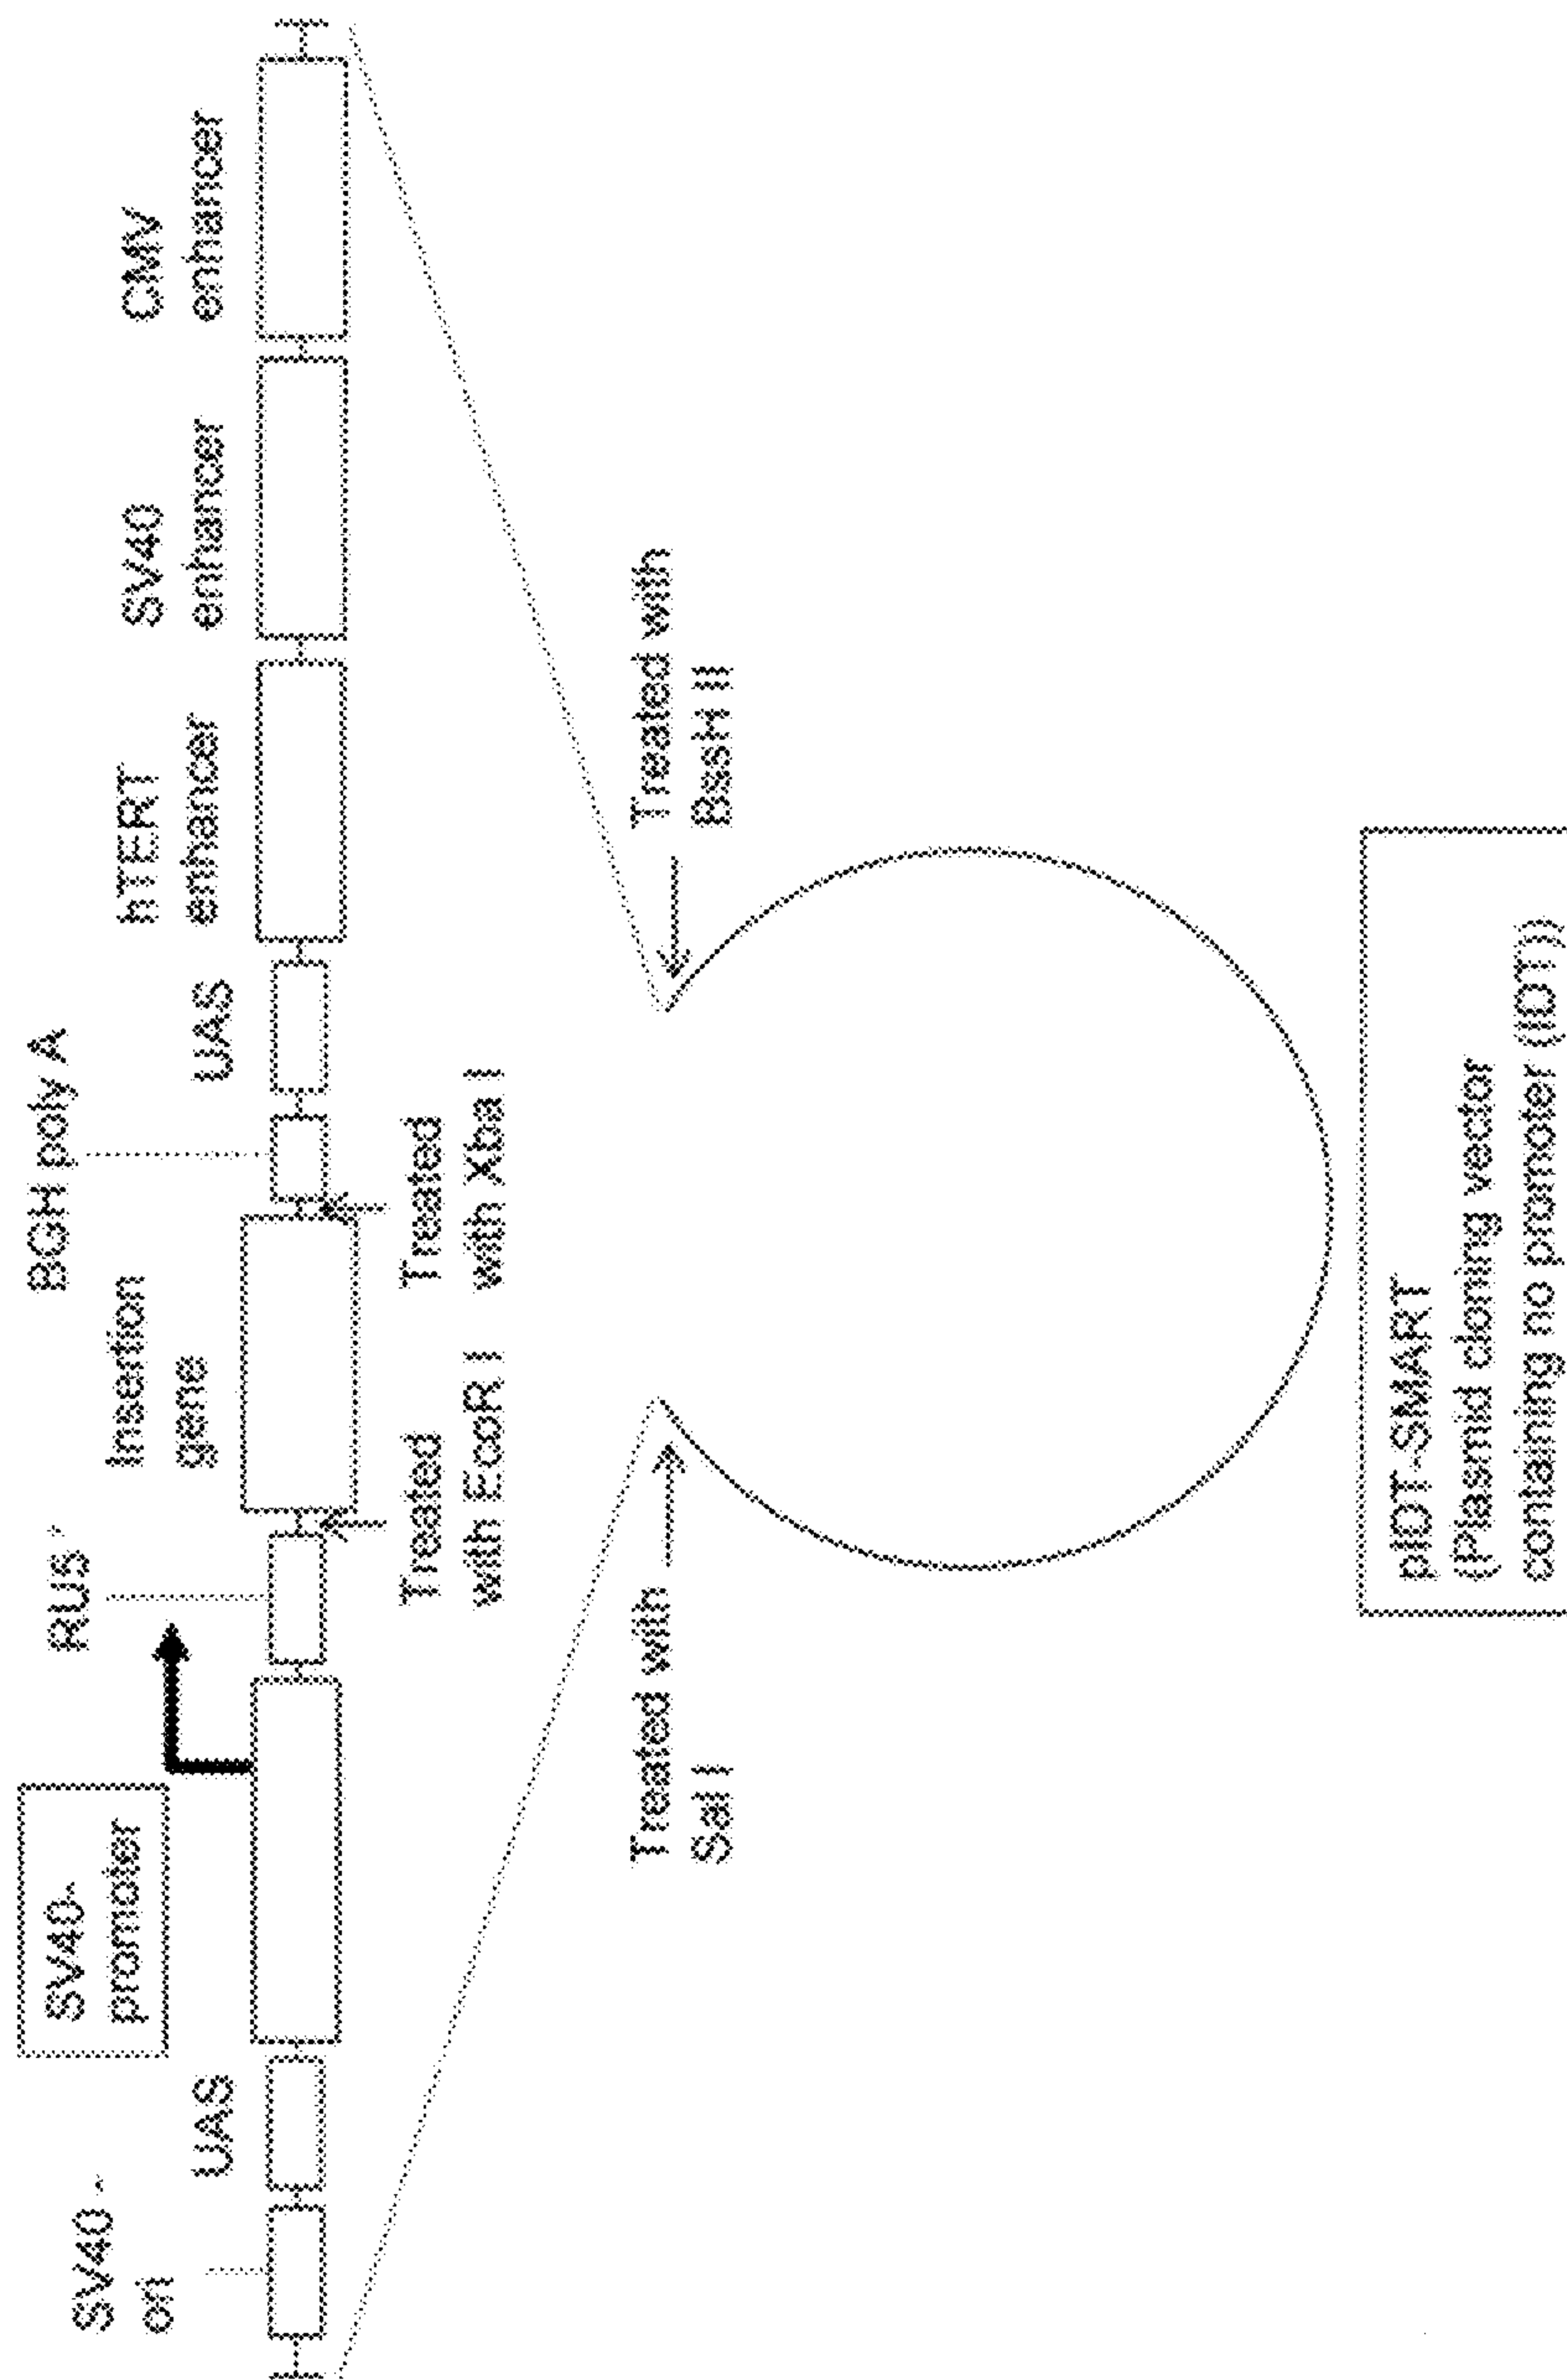 SV40-
ori
UAS
SV40-
promoter
RU5'
Insertion
gene
BGH poly A
UAS
hTERT
enhancer
SV40
enhancer
CMV
enhancer
Treated
with EcoR I
Treated
with Xba I
Treated with
Sal I
Treated with
BssH II
pIDT-SMART
(Plasmid cloning vector
containing no promoter (IDT))